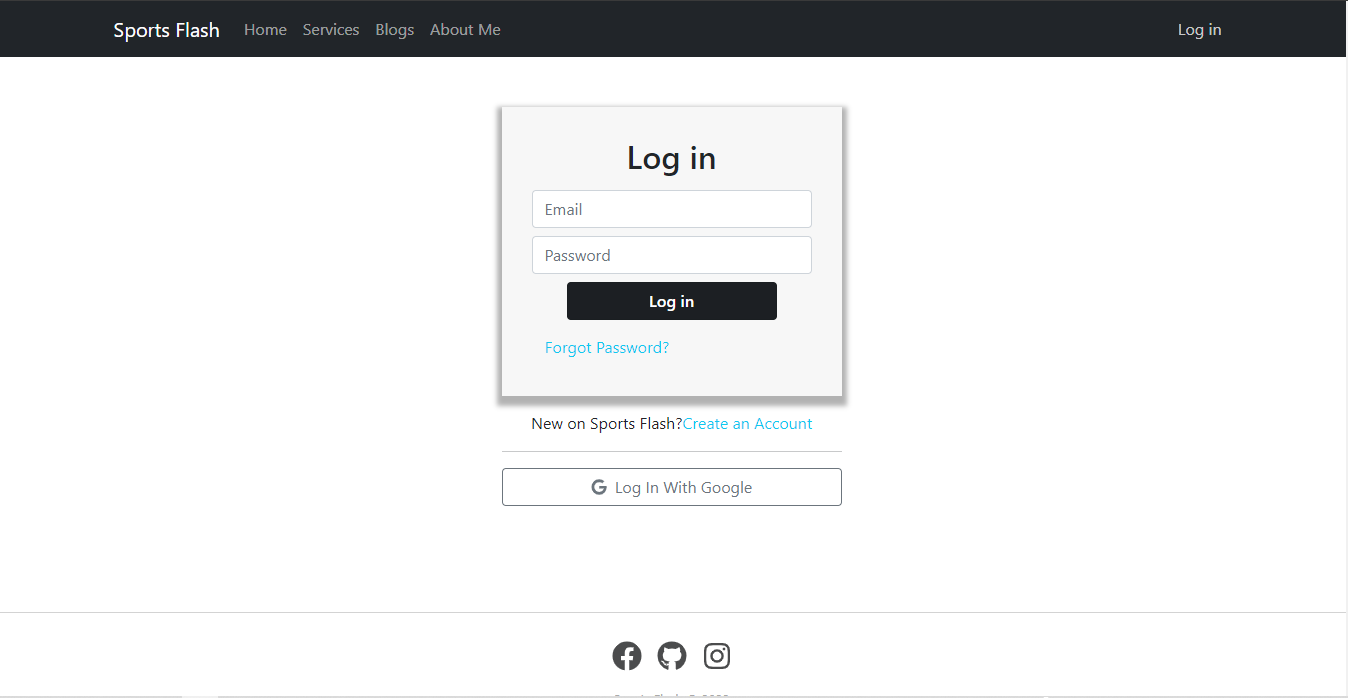 Sports Flash Home Services Blogs About Me Log in
Log in
Email
Password
Log in
Forgot Password?
New on Sports Flash?Create an Account
Log In With Google